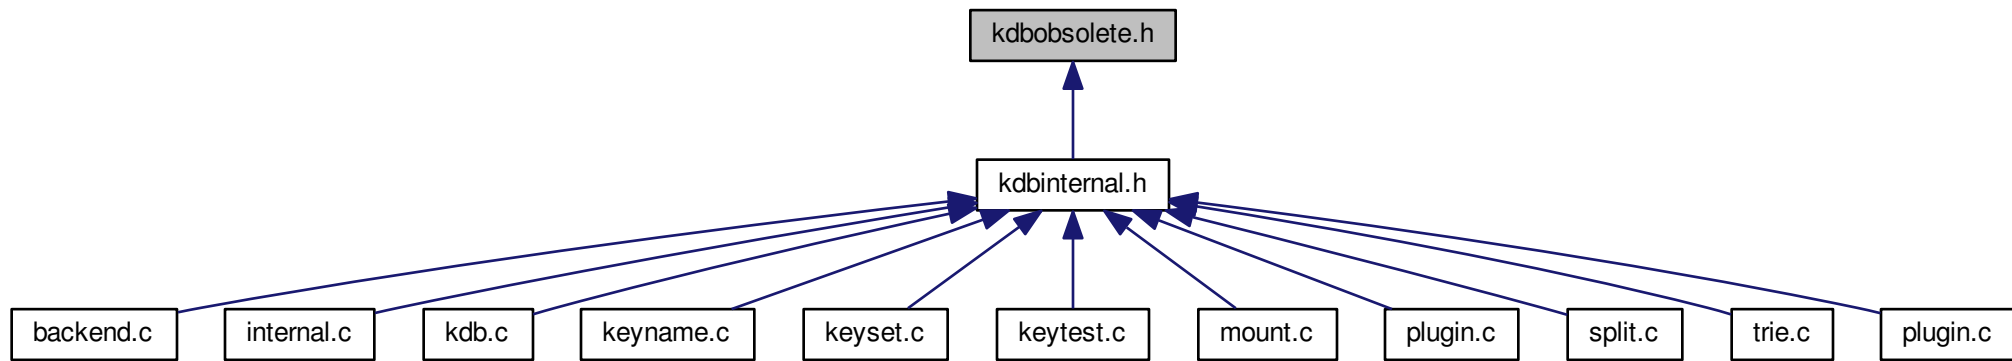 kdbobsolete.h
kdbinternal.h
backend.c
internal.c
kdb.c
keyname.c
keyset.c
keytest.c
mount.c
plugin.c
split.c
trie.c
plugin.c